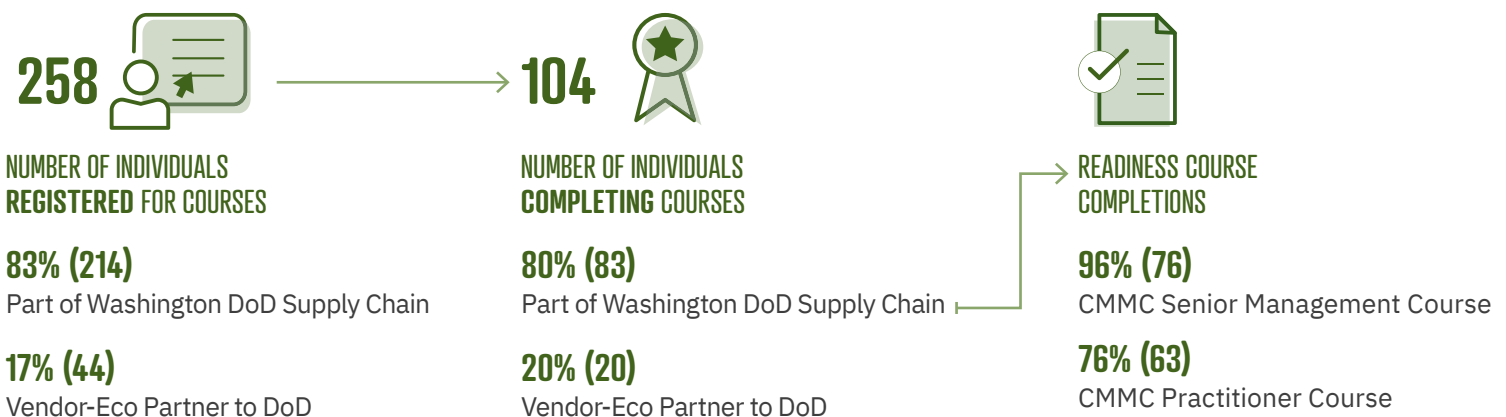 258
NUMBER OF INDIVIDUALS
REGISTERED FOR COURSES
83% (214)
Part of Washington DoD Supply Chain
17% (44)
Vendor-Eco Partner to DoD
104
NUMBER OF INDIVIDUALS
COMPLETING COURSES
80% (83)
Part of Washington DoD Supply Chain
20% (20)
Vendor-Eco Partner to DoD
READINESS COURSE
COMPLETIONS
96% (76)
CMMC Senior Management Course
76% (63)
CMMC Practitioner Course